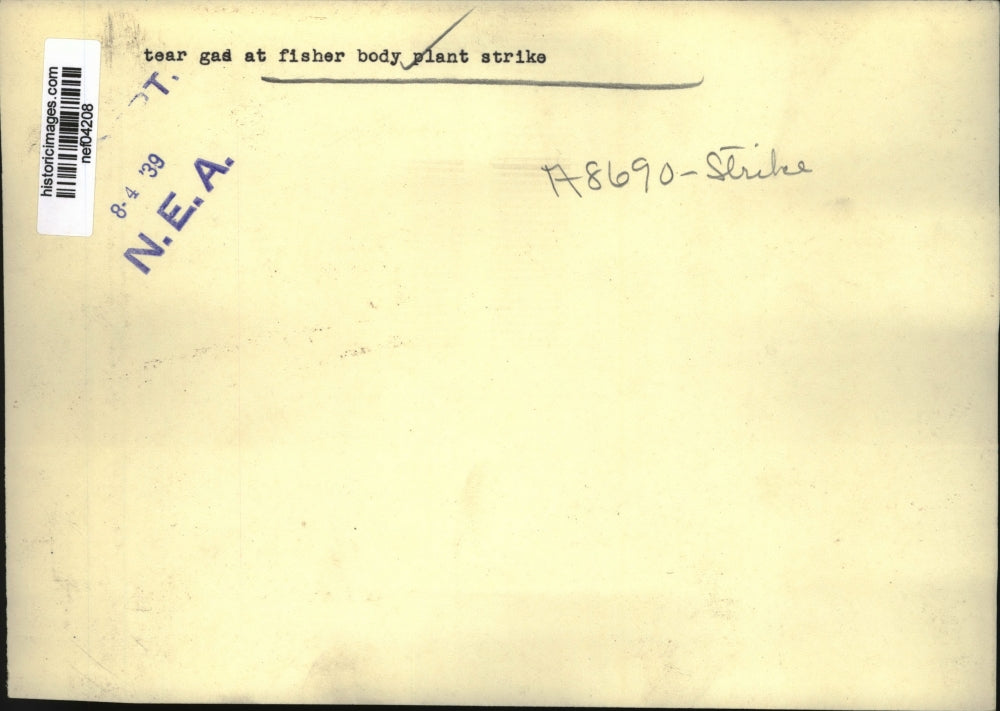 tear gas at fisher body plant strike
historicimages.com
nef04208
T.
8-4 '39
N.E.A.
A8690-Strike